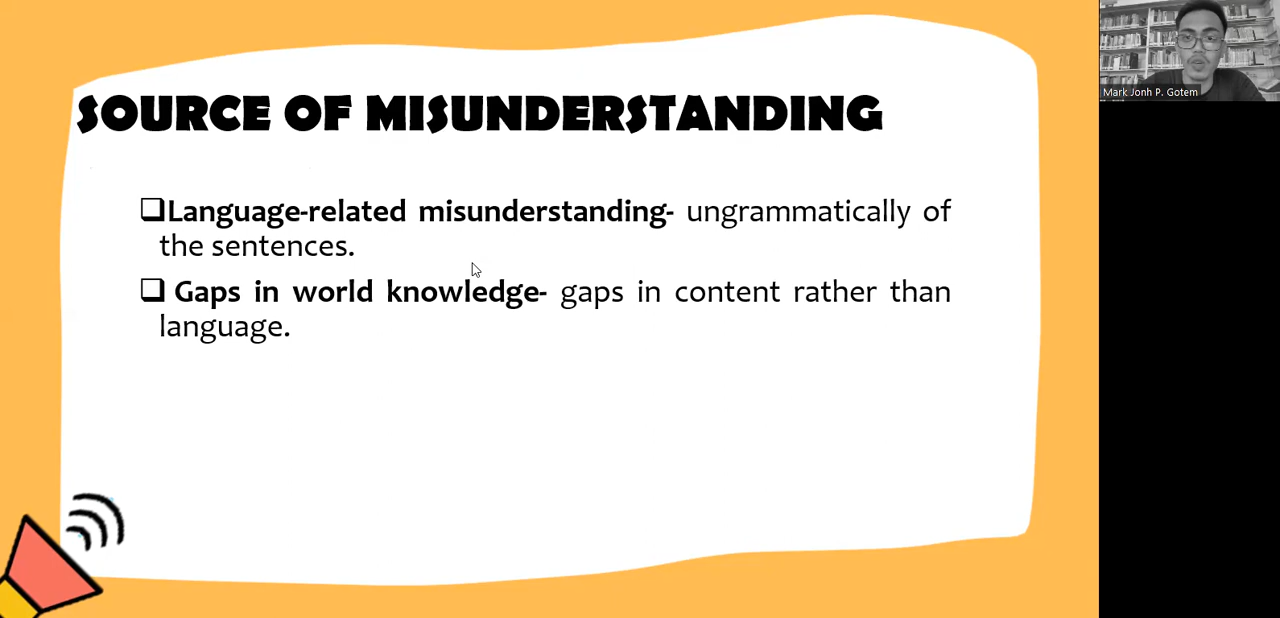 SOURCE OF MISUNDERSTANDING
Language-related misunderstanding- ungrammatically of
the sentences.
Gaps in world knowledge- gaps in content rather than
language.
Mark Jonh P. Gotem